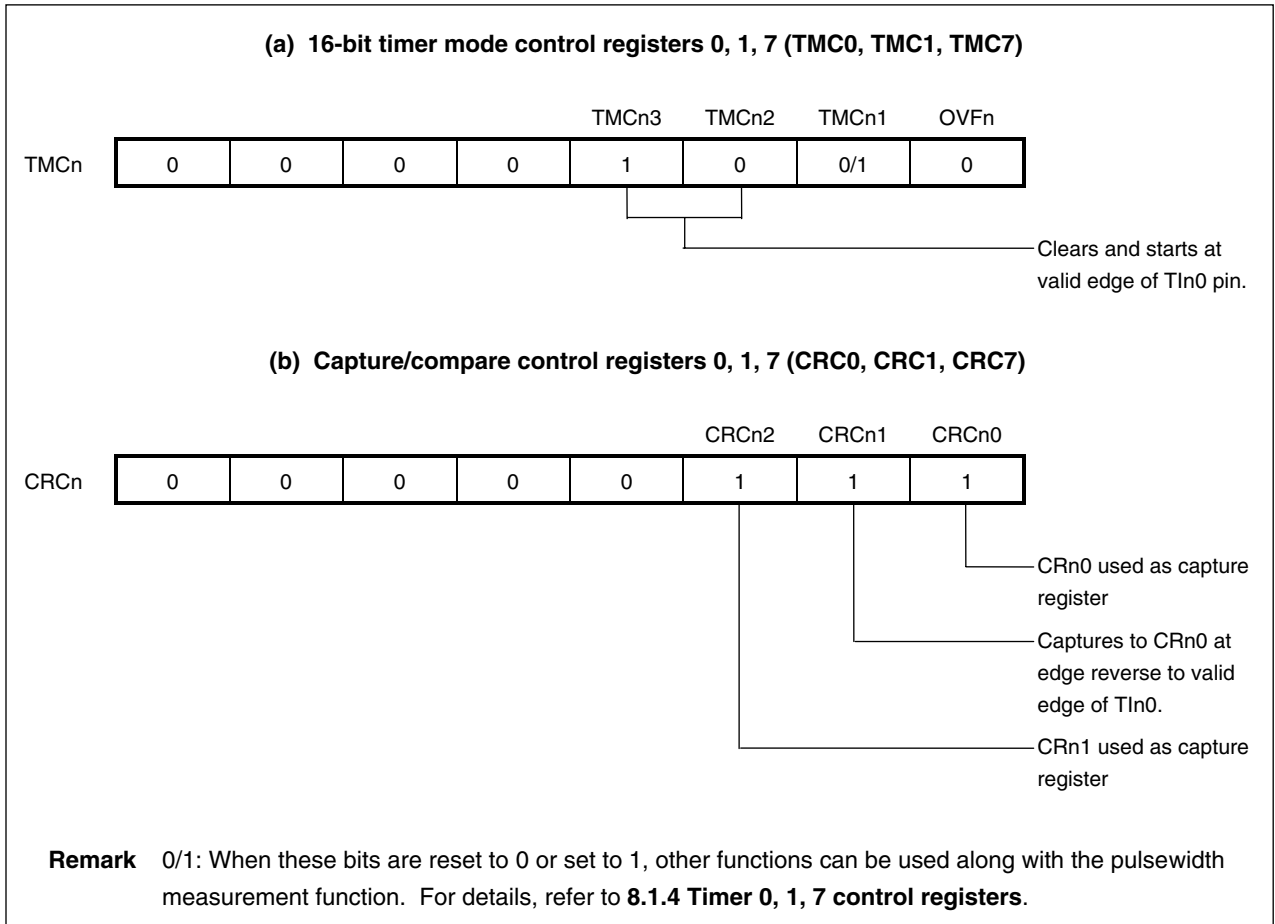 (a) 16-bit timer mode control registers 0, 1, 7 (TMC0, TMC1, TMC7)
TMCn3 TMCn2 TMCn1 OVFn
TMCn 0 0 0 0 1 0 0/1 0
Clears and starts at
valid edge of TIn0 pin.
(b) Capture/compare control registers 0, 1, 7 (CRC0, CRC1, CRC7)
CRCn2 CRCn1 CRCn0
CRCn 0 0 0 0 0 1 1 1
CRn0 used as capture
register
Captures to CRn0 at
edge reverse to valid
edge of TIn0.
CRn1 used as capture
register
Remark 0/1: When these bits are reset to 0 or set to 1, other functions can be used along with the pulsewidth
measurement function. For details, refer to 8.1.4 Timer 0, 1, 7 control registers.